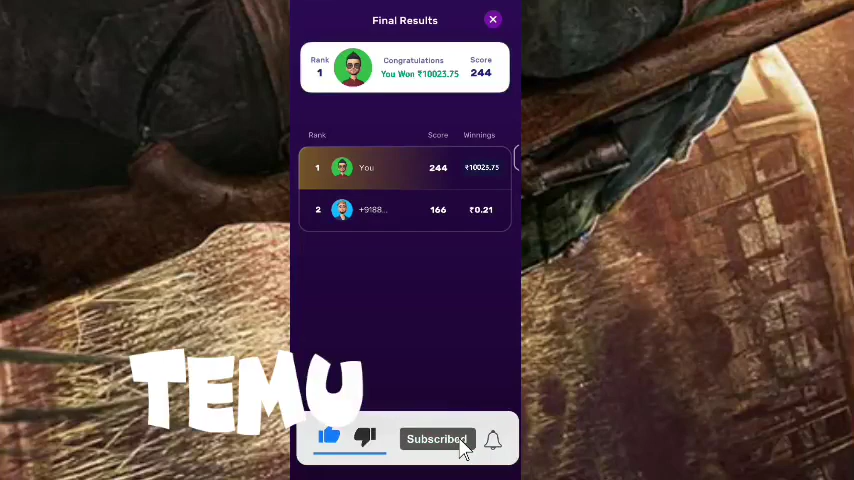 Final Results
Rank Congratulations Score
1 You Won ₹10023.75 244
Rank Score Winnings
1 You 244 ₹10023.75
2 +9188... 166 ₹0.21
TEMU
Subscribed